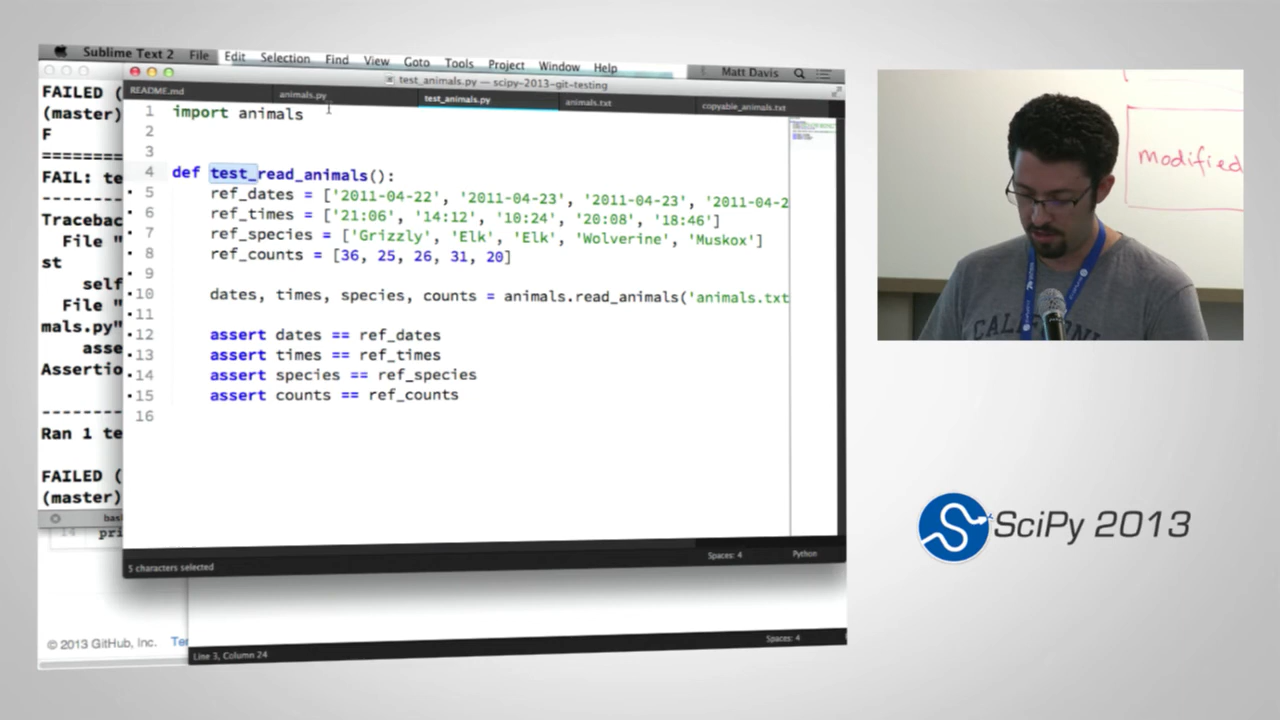 Sublime Text 2 File Edit Selection Find View Goto Tools Project Window Help
Matt Davis
test_animals.py — scipy-2013-git-testing
README.md animals.py test_animals.py animals.txt copyable_animals.txt
1 import animals
2
3
4 def test_read_animals():
5 ref_dates = ['2011-04-22', '2011-04-23', '2011-04-23', '2011-04-2
6 ref_times = ['21:06', '14:12', '10:24', '20:08', '18:46']
7 ref_species = ['Grizzly', 'Elk', 'Elk', 'Wolverine', 'Muskox']
8 ref_counts = [36, 25, 26, 31, 20]
9
10 dates, times, species, counts = animals.read_animals('animals.txt
11
12 assert dates == ref_dates
13 assert times == ref_times
14 assert species == ref_species
15 assert counts == ref_counts
16
5 characters selected
Spaces: 4 Python
FAILED (
(master)
F
=========
FAIL: te
---------
Tracebac
File "
st
self
File "
mals.py"
asse
Assertio
---------
Ran 1 te
FAILED (
(master)
bas
14 pri
© 2013 GitHub, Inc. Te
Line 3, Column 24
Spaces: 4
modified
CALIFORNI
SciPy 2013